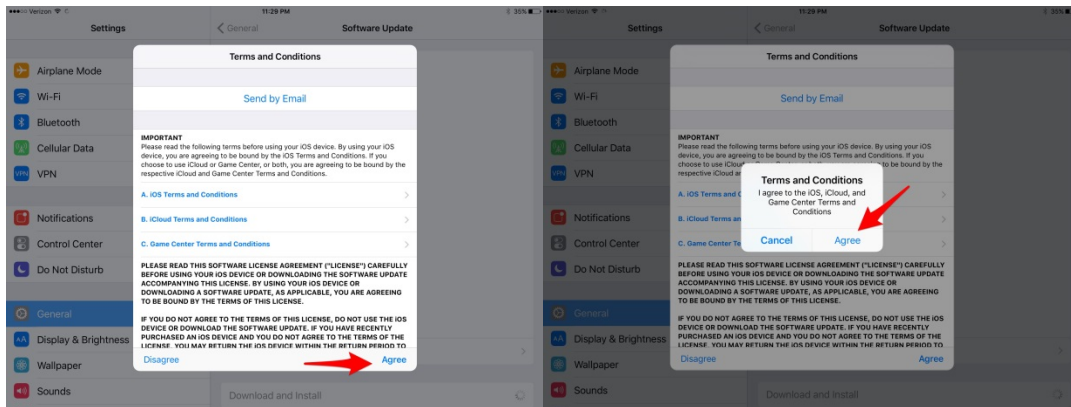 Verizon
11:29 PM
35%
Settings
General
Software Update
Airplane Mode
Wi-Fi
Bluetooth
Cellular Data
VPN
VPN
Notifications
Control Center
Do Not Disturb
General
AA Display & Brightness
Wallpaper
Sounds
Terms and Conditions
Send by Email
IMPORTANT
Please read the following terms before using your iOS device. By using your iOS
device, you are agreeing to be bound by the iOS Terms and Conditions. If you
choose to use iCloud or Game Center, or both, you are agreeing to be bound by the
respective iCloud and Game Center Terms and Conditions.
A. iOS Terms and Conditions
B. iCloud Terms and Conditions
C. Game Center Terms and Conditions
PLEASE READ THIS SOFTWARE LICENSE AGREEMENT ("LICENSE") CAREFULLY
BEFORE USING YOUR iOS DEVICE OR DOWNLOADING THE SOFTWARE UPDATE
ACCOMPANYING THIS LICENSE. BY USING YOUR iOS DEVICE OR
DOWNLOADING A SOFTWARE UPDATE, AS APPLICABLE, YOU ARE AGREEING
TO BE BOUND BY THE TERMS OF THIS LICENSE.
IF YOU DO NOT AGREE TO THE TERMS OF THIS LICENSE, DO NOT USE THE iOS
DEVICE OR DOWNLOAD THE SOFTWARE UPDATE. IF YOU HAVE RECENTLY
PURCHASED AN iOS DEVICE AND YOU DO NOT AGREE TO THE TERMS OF THE
LICENSE, YOU MAY RETURN THE iOS DEVICE WITHIN THE RETURN PERIOD TO
Disagree
Agree
Download and Install
Verizon
11:29 PM
35%
Settings
General
Software Update
Airplane Mode
Wi-Fi
Bluetooth
Cellular Data
VPN
VPN
Notifications
Control Center
Do Not Disturb
General
AA Display & Brightness
Wallpaper
Sounds
Terms and Conditions
Send by Email
IMPORTANT
Please read the following terms before using your iOS device. By using your iOS
device, you are agreeing to be bound by the iOS Terms and Conditions. If you
choose to use iCloud to be bound by the
respective iCloud
A. iOS Terms and
B. iCloud Terms
C. Game Center
Terms and Conditions
I agree to the iOS, iCloud, and
Game Center Terms and
Conditions
Cancel
Agree
PLEASE READ THIS SOFTWARE LICENSE AGREEMENT ("LICENSE") CAREFULLY
BEFORE USING YOUR iOS DEVICE OR DOWNLOADING THE SOFTWARE UPDATE
ACCOMPANYING THIS LICENSE. BY USING YOUR iOS DEVICE OR
DOWNLOADING A SOFTWARE UPDATE, AS APPLICABLE, YOU ARE AGREEING
TO BE BOUND BY THE TERMS OF THIS LICENSE.
IF YOU DO NOT AGREE TO THE TERMS OF THIS LICENSE, DO NOT USE THE iOS
DEVICE OR DOWNLOAD THE SOFTWARE UPDATE. IF YOU HAVE RECENTLY
PURCHASED AN iOS DEVICE AND YOU DO NOT AGREE TO THE TERMS OF THE
LICENSE, YOU MAY RETURN THE iOS DEVICE WITHIN THE RETURN PERIOD TO
Disagree
Agree
Download and Install